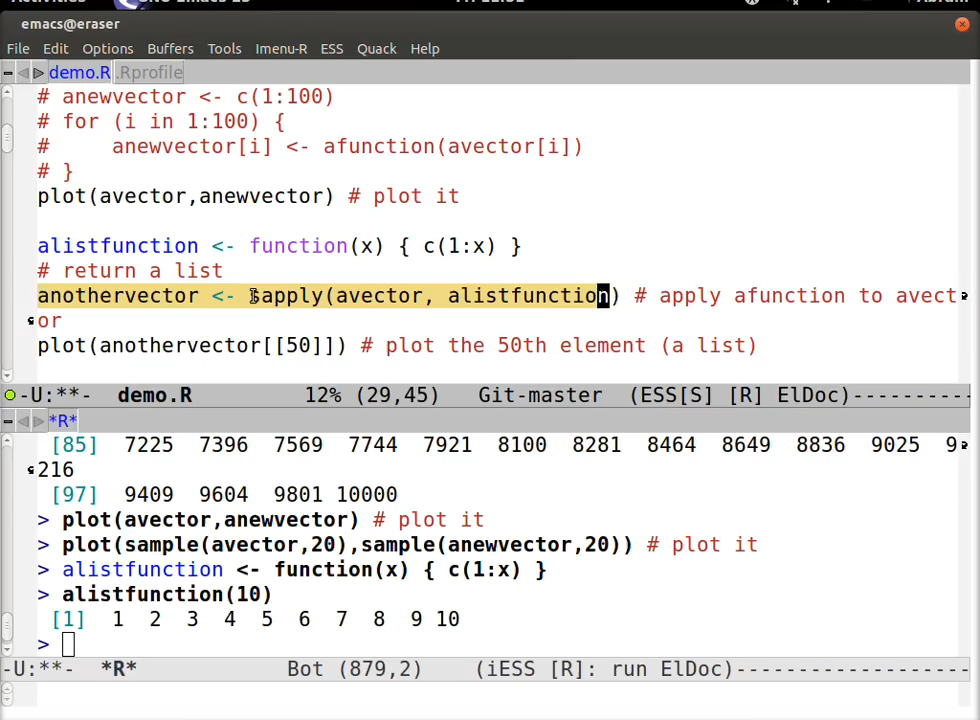 emacs@eraser
File Edit Options Buffers Tools Imenu-R ESS Quack Help
demo.R .Rprofile
# anewvector <- c(1:100)
# for (i in 1:100) {
#     anewvector[i] <- afunction(avector[i])
# }
plot(avector,anewvector) # plot it
alistfunction <- function(x) { c(1:x) }
# return a list
anothervector <- sapply(avector, alistfunction) # apply afunction to avect
or
plot(anothervector[[50]]) # plot the 50th element (a list)
-U:**-  demo.R         12% (29,45)   Git-master  (ESS[S] [R] ElDoc)----------
*R*
[85]  7225  7396  7569  7744  7921  8100  8281  8464  8649  8836  9025  9
216
[97]  9409  9604  9801 10000
> plot(avector,anewvector) # plot it
> plot(sample(avector,20),sample(anewvector,20)) # plot it
> alistfunction <- function(x) { c(1:x) }
> alistfunction(10)
[1]  1  2  3  4  5  6  7  8  9 10
>
-U:**-  *R*            Bot (879,2)    (iESS [R]: run ElDoc)-------------------